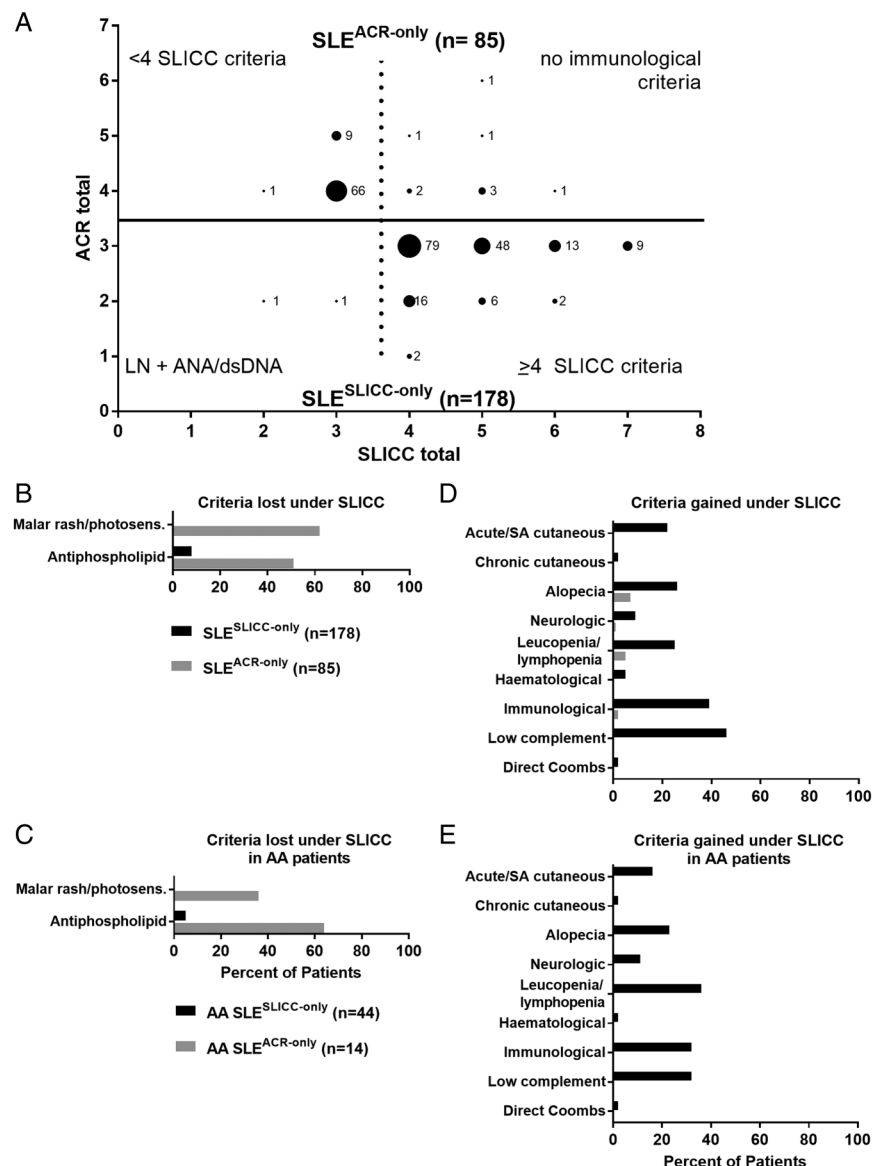 A
SLE^ACR-only (n= 85)
<4 SLICC criteria
no immunological
criteria
7
6
5
4
3
2
1
0
ACR total
1
9
1
1
1
66
2
3
1
79
48
13
9
1
1
16
6
2
2
LN + ANA/dsDNA
≥4 SLICC criteria
SLE^SLICC-only (n=178)
0 1 2 3 4 5 6 7 8
SLICC total
B
Criteria lost under SLICC
Malar rash/photosens.
Antiphospholipid
0 20 40 60 80 100
SLE^SLICC-only (n=178)
SLE^ACR-only (n=85)
D
Criteria gained under SLICC
Acute/SA cutaneous
Chronic cutaneous
Alopecia
Neurologic
Leucopenia/
lymphopenia
Haematological
Immunological
Low complement
Direct Coombs
0 20 40 60 80 100
C
Criteria lost under SLICC
in AA patients
Malar rash/photosens.
Antiphospholipid
0 20 40 60 80 100
Percent of Patients
AA SLE^SLICC-only (n=44)
AA SLE^ACR-only (n=14)
E
Criteria gained under SLICC
in AA patients
Acute/SA cutaneous
Chronic cutaneous
Alopecia
Neurologic
Leucopenia/
lymphopenia
Haematological
Immunological
Low complement
Direct Coombs
0 20 40 60 80 100
Percent of Patients